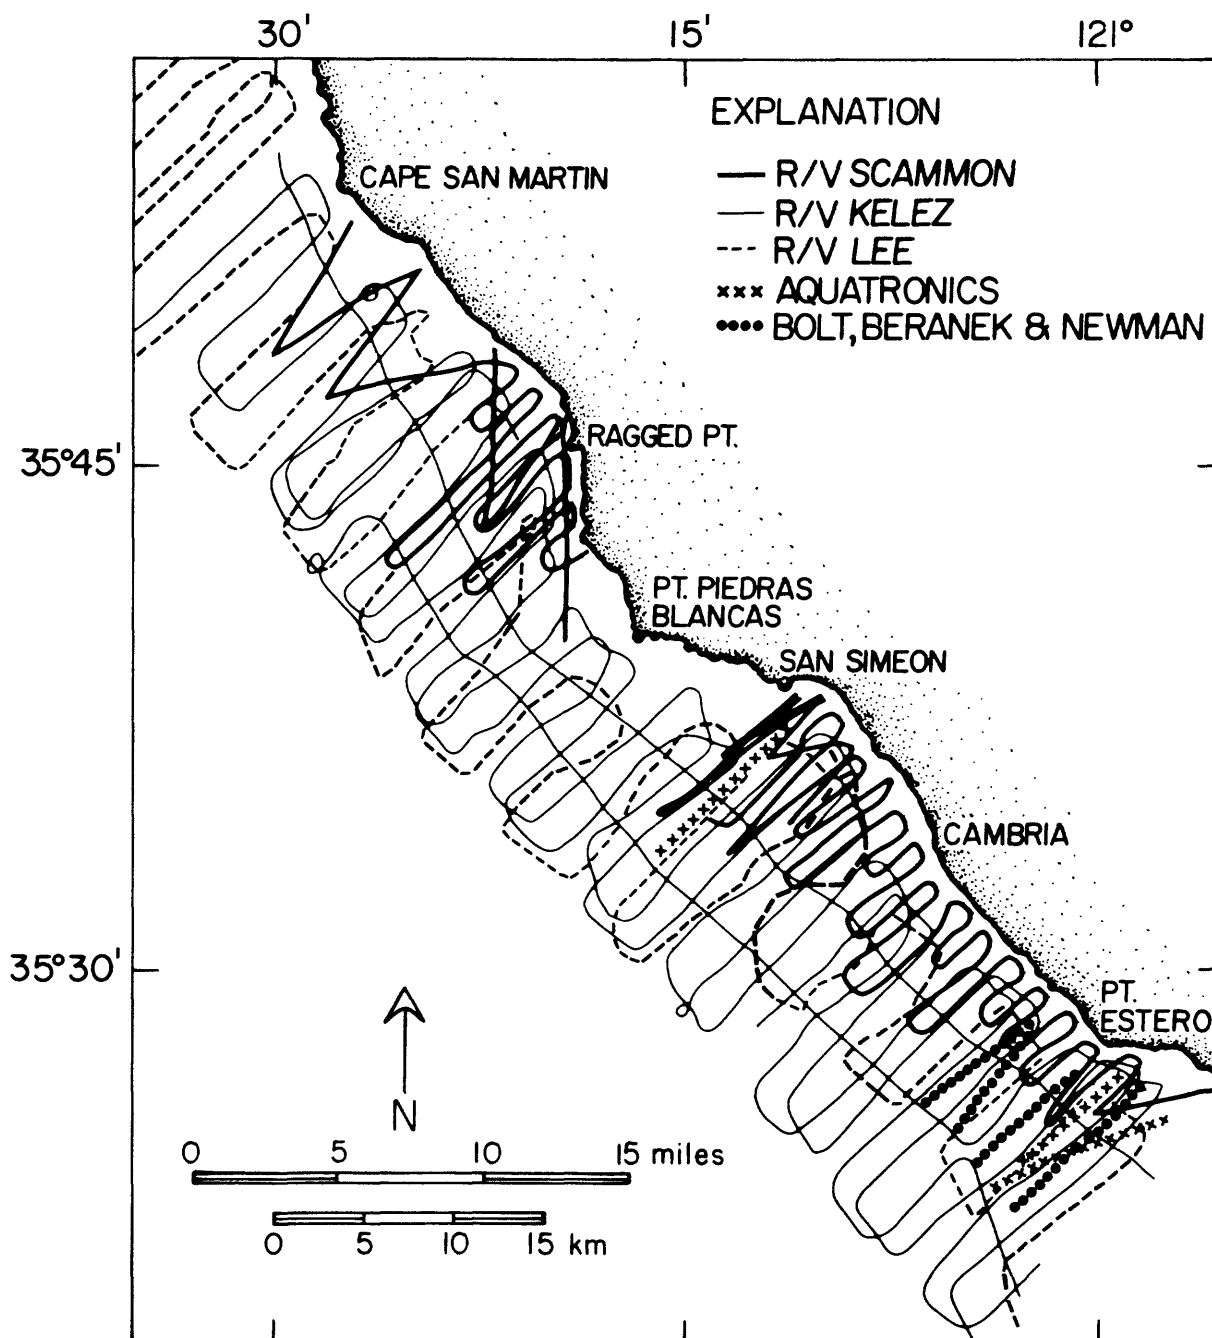 30' 15' 121°
EXPLANATION
R/V SCAMMON
R/V KELEZ
R/V LEE
AQUATRONICS
BOLT, BERANEK & NEWMAN
CAPE SAN MARTIN
RAGGED PT.
35°45'
PT. PIEDRAS
BLANCAS
SAN SIMEON
CAMBRIA
35°30'
PT.
ESTERO
N
0 5 10 15 miles
0 5 10 15 km